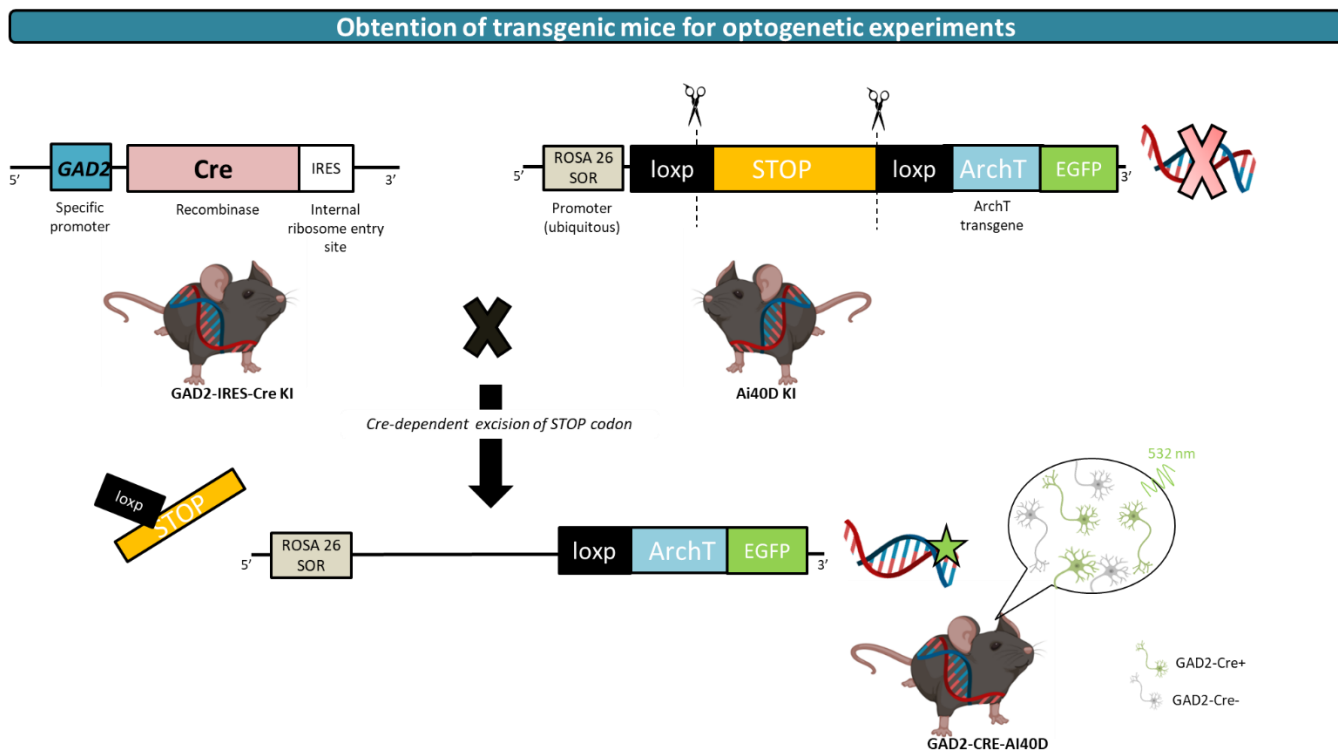 Obtention of transgenic mice for optogenetic experiments
5’
GAD2
Cre
IRES
3’
Specific
promoter
Recombinase
Internal
ribosome entry
site
5’
ROSA 26
SOR
loxp
STOP
loxp
ArchT
EGFP
3’
Promoter
(ubiquitous)
ArchT
transgene
GAD2-IRES-Cre KI
Ai40D KI
Cre-dependent excision of STOP codon
loxp
STOP
5’
ROSA 26
SOR
loxp
ArchT
EGFP
3’
532 nm
GAD2-Cre+
GAD2-Cre-
GAD2-CRE-AI40D